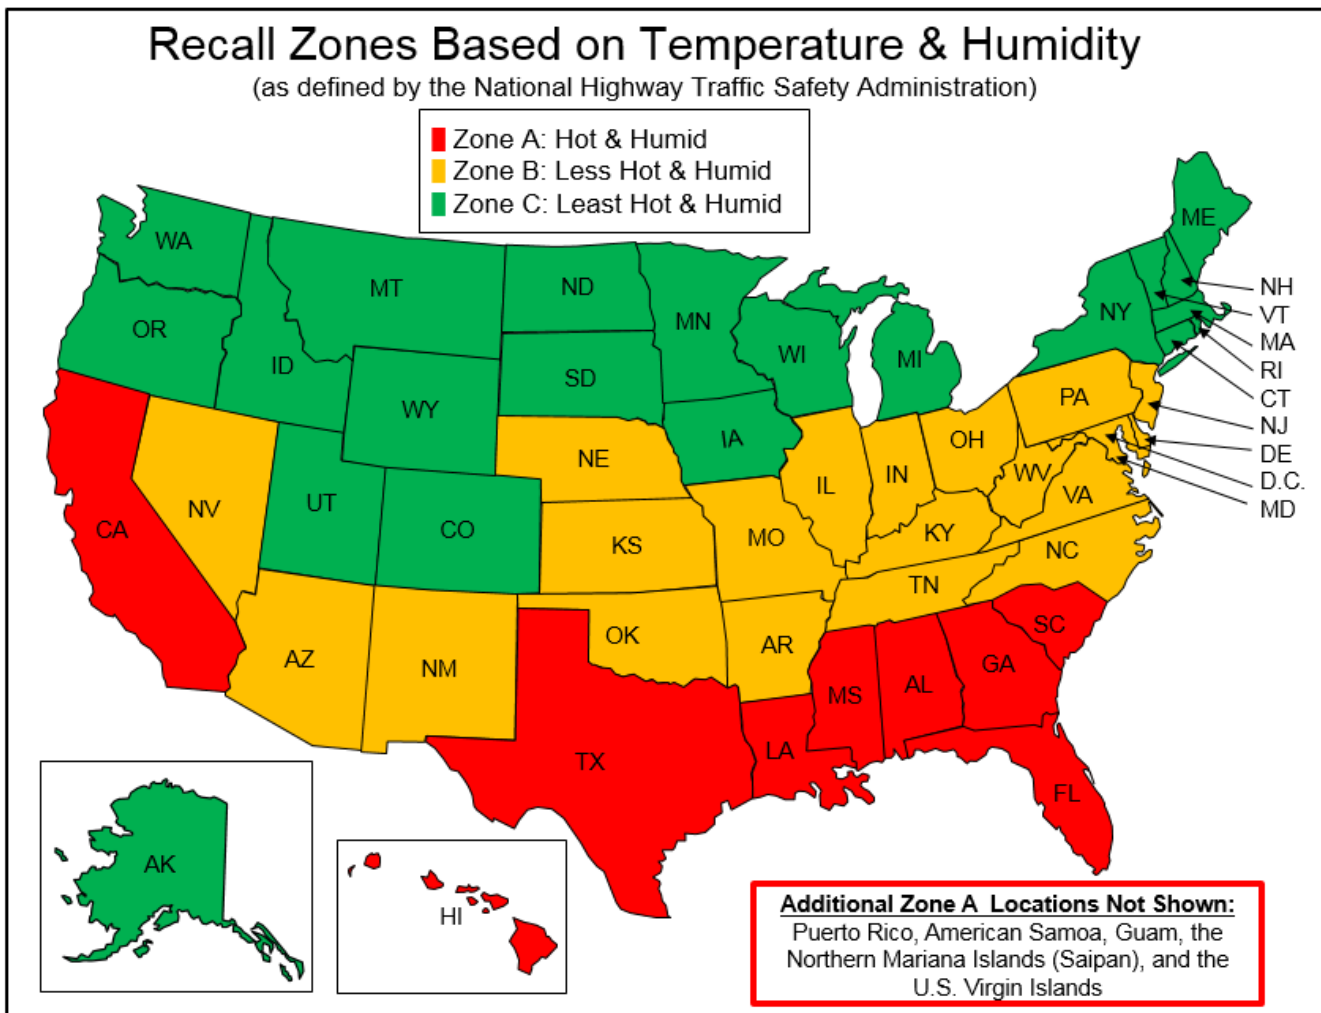 Recall Zones Based on Temperature & Humidity
(as defined by the National Highway Traffic Safety Administration)
Zone A: Hot & Humid
Zone B: Less Hot & Humid
Zone C: Least Hot & Humid
WA
MT
ND
MN
ME
OR
ID
SD
WI
MI
NY
NH
VT
MA
RI
CT
NJ
DE
D.C.
MD
WY
IA
PA
NE
IL
IN
OH
WV
VA
NV
UT
CO
CA
KS
MO
KY
NC
TN
AZ
NM
OK
AR
SC
MS
AL
GA
TX
LA
FL
AK
HI
Additional Zone A Locations Not Shown:
Puerto Rico, American Samoa, Guam, the
Northern Mariana Islands (Saipan), and the
U.S. Virgin Islands